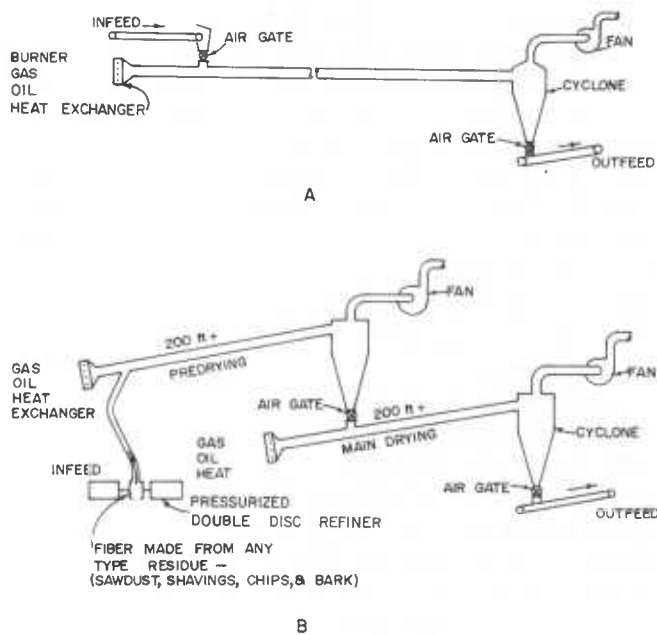 INFEED
AIR GATE
FAN
BURNER
GAS
OIL
HEAT EXCHANGER
CYCLONE
AIR GATE
OUTFEED
A
FAN
200 ft+
PREDRYING
GAS
OIL
HEAT
EXCHANGER
AIR GATE
200 ft+
MAIN DRYING
FAN
CYCLONE
GAS
OIL
HEAT
INFEED
PRESSURIZED
DOUBLE DISC REFINER
AIR GATE
OUTFEED
FIBER MADE FROM ANY
TYPE RESIDUE –
(SAWDUST, SHAVINGS, CHIPS, & BARK)
B